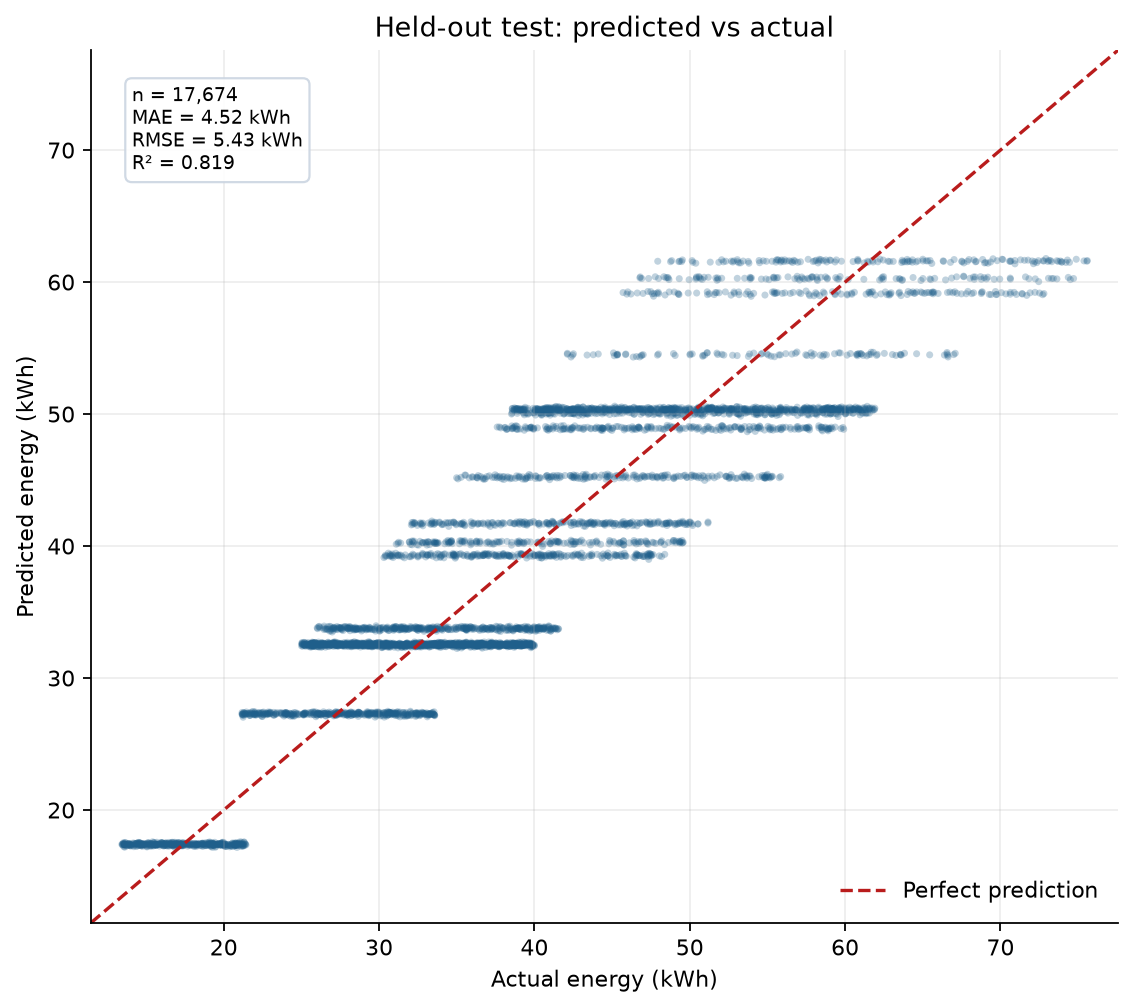 Held-out test: predicted vs actual
n = 17,674
MAE = 4.52 kWh
RMSE = 5.43 kWh
R² = 0.819
Predicted energy (kWh)
70
60
50
40
30
20
Perfect prediction
20 30 40 50 60 70
Actual energy (kWh)